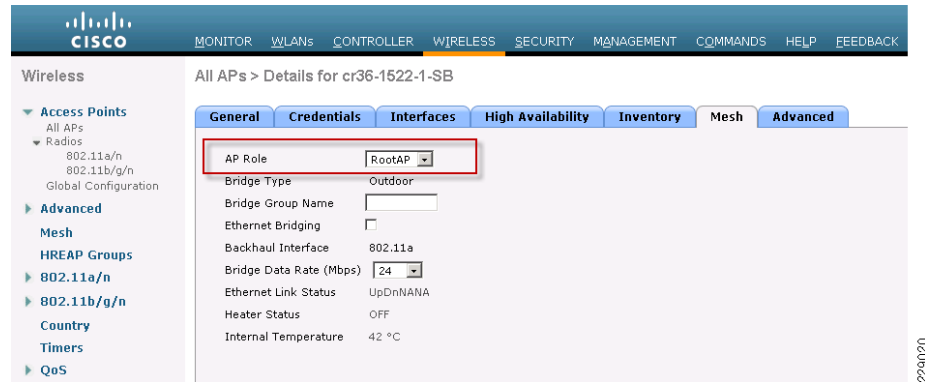 CISCO
MONITOR WLANs CONTROLLER WIRELESS SECURITY MANAGEMENT COMMANDS HELP FEEDBACK
Wireless
Access Points
All APs
Radios
802.11a/n
802.11b/g/n
Global Configuration
Advanced
Mesh
HREAP Groups
802.11a/n
802.11b/g/n
Country
Timers
QoS
All APs > Details for cr36-1522-1-SB
General Credentials Interfaces High Availability Inventory Mesh Advanced
AP Role RootAP
Bridge Type Outdoor
Bridge Group Name
Ethernet Bridging
Backhaul Interface 802.11a
Bridge Data Rate (Mbps) 24
Ethernet Link Status UpDnNANA
Heater Status OFF
Internal Temperature 42 °C
229020